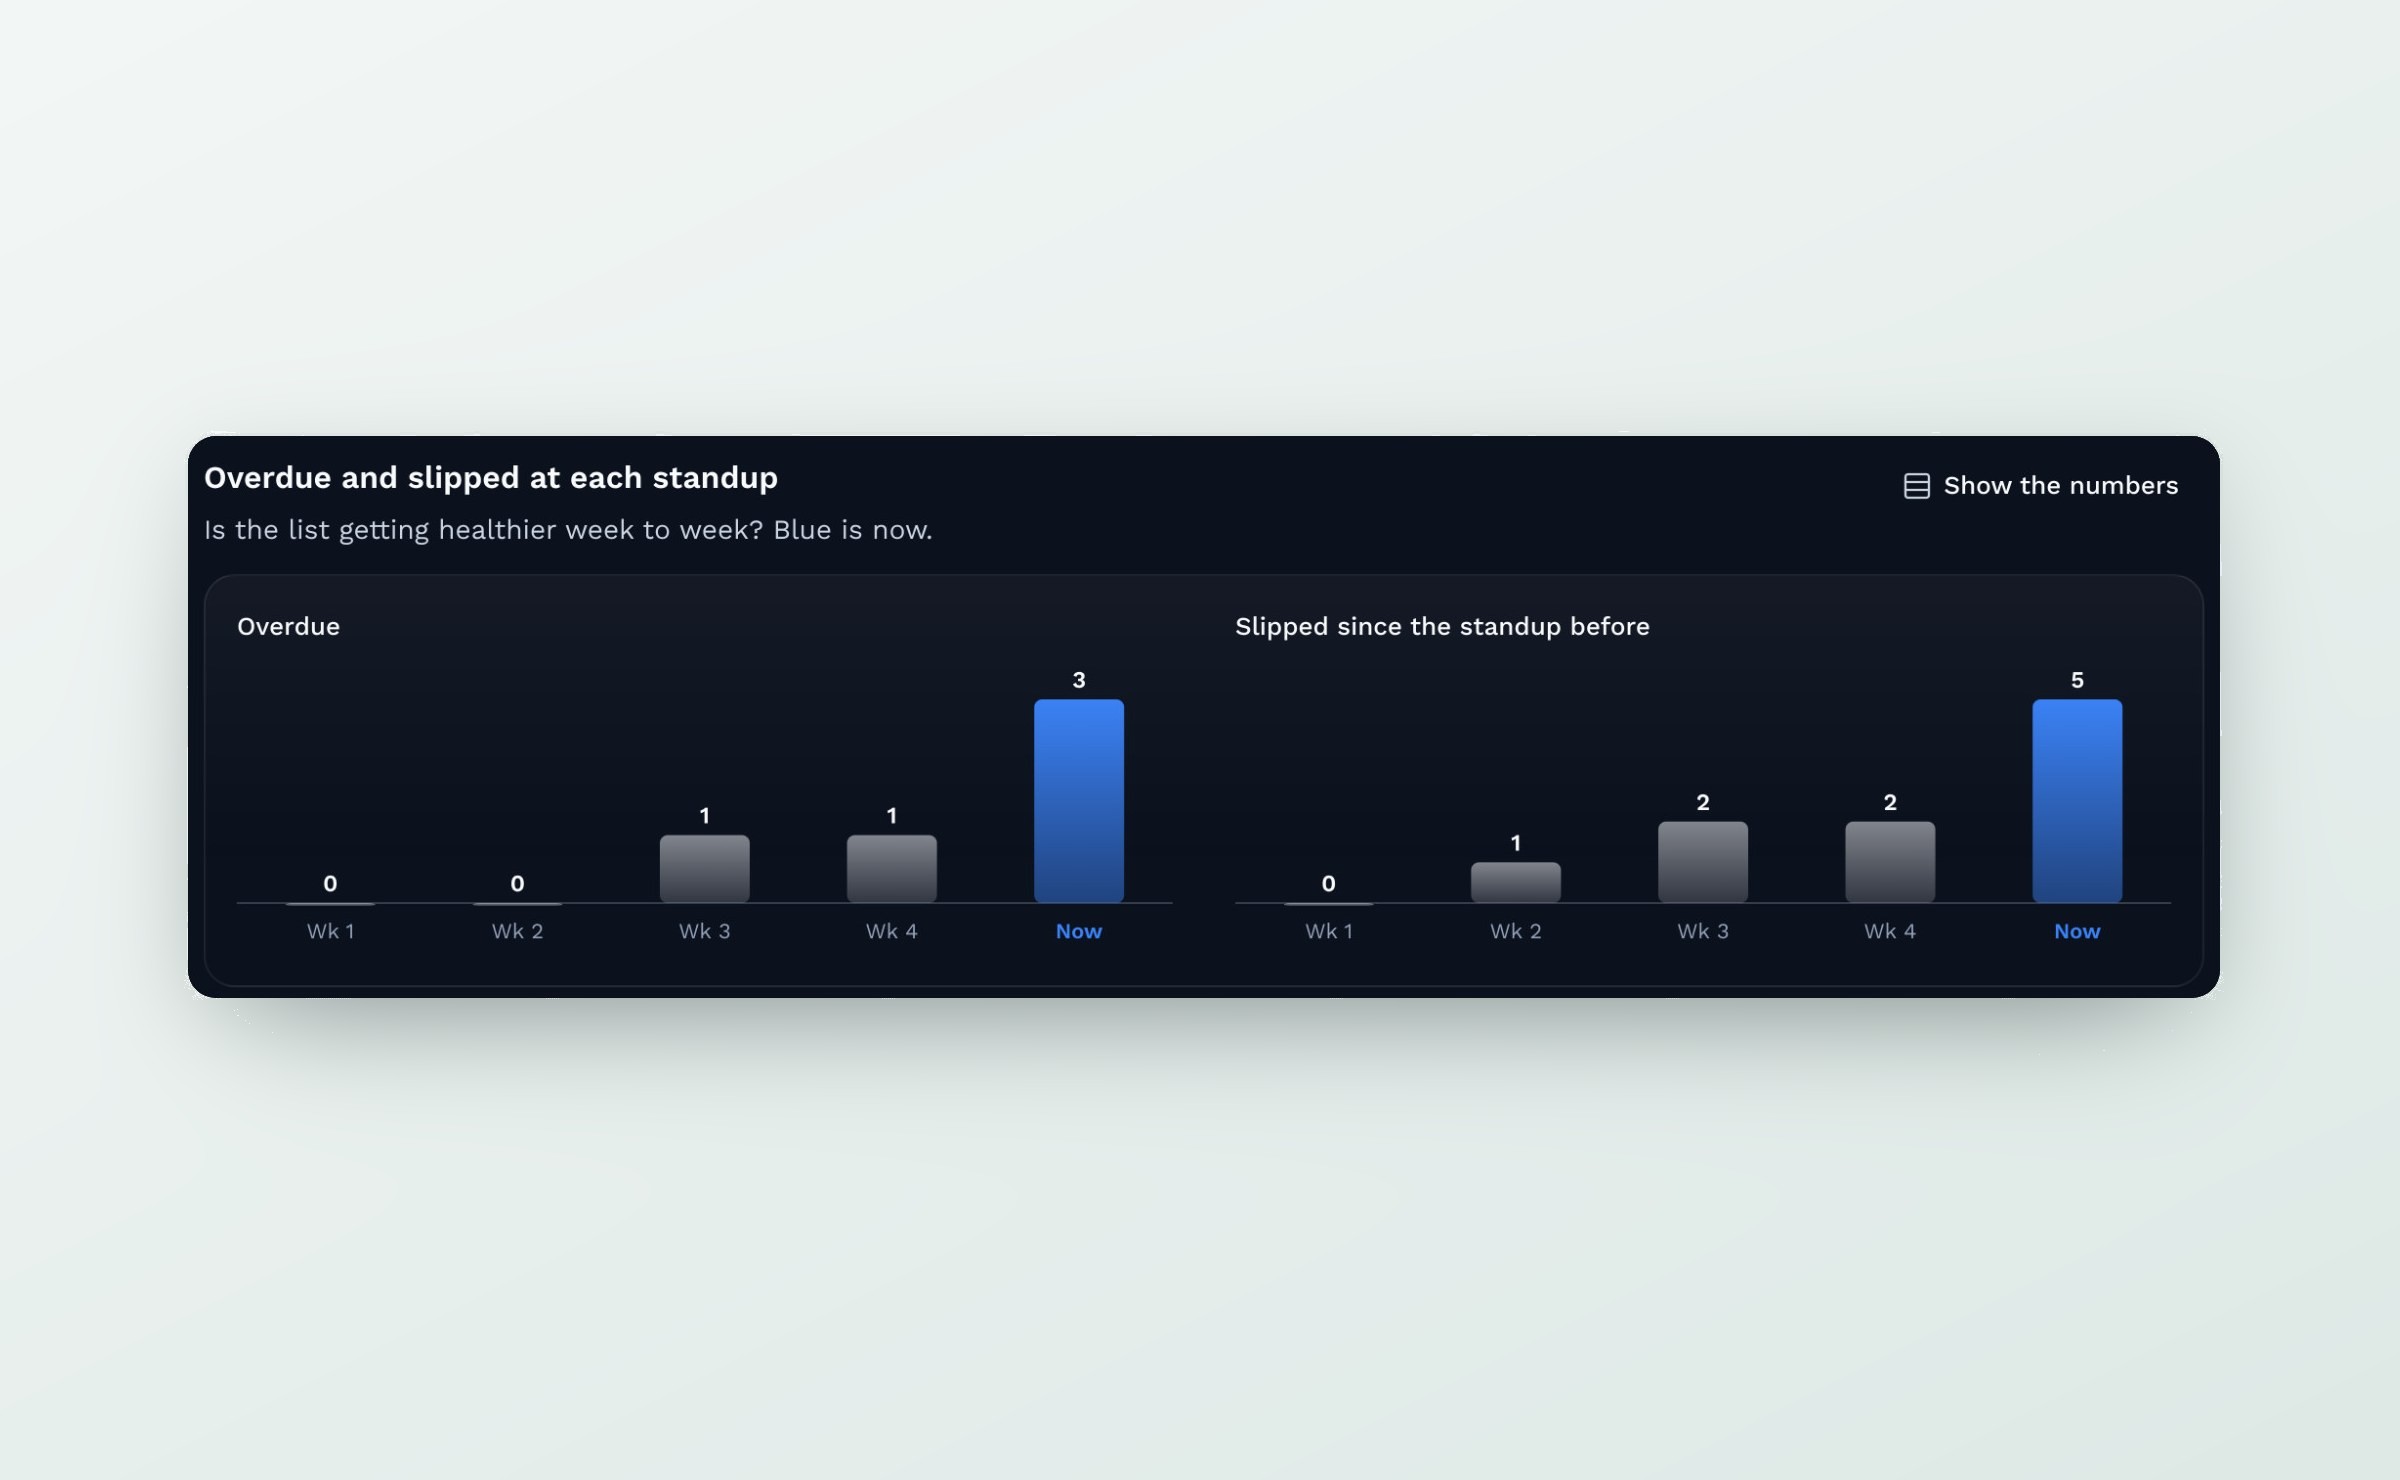 Overdue and slipped at each standup
Show the numbers
Is the list getting healthier week to week? Blue is now.
Overdue
0
0
1
1
3
Wk 1
Wk 2
Wk 3
Wk 4
Now
Slipped since the standup before
0
1
2
2
5
Wk 1
Wk 2
Wk 3
Wk 4
Now